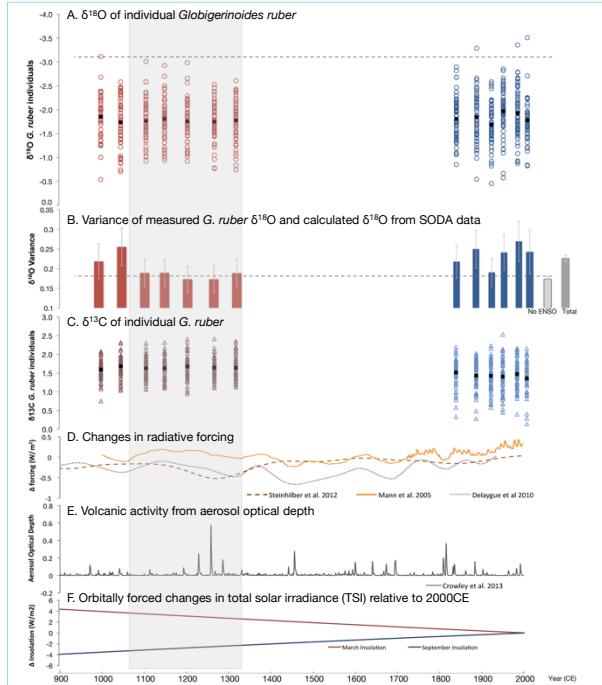 A. δ¹⁸O of individual Globigerinoides ruber
δ¹⁸O G. ruber individuals
-4.0
-3.5
-3.0
-2.5
-2.0
-1.5
-1.0
-0.5
0.0
B. Variance of measured G. ruber δ¹⁸O and calculated δ¹⁸O from SODA data
δ¹⁸O Variance
0.35
0.3
0.25
0.2
0.15
0.1
No ENSO Total
C. δ¹³C of individual G. ruber
δ13C G. ruber individuals
3.0
2.5
2.0
1.5
1.0
0.5
0.0
D. Changes in radiative forcing
Δ forcing (W/ m²)
0.5
0
-0.5
-1
Steinhilber et al. 2012 Mann et al. 2005 Delaygue et al 2010
E. Volcanic activity from aerosol optical depth
Aerosol Optical Depth
0.8
0.6
0.4
0.2
0
-0.2
Crowley et al. 2013
F. Orbitally forced changes in total solar irradiance (TSI) relative to 2000CE
Δ Insolation (W/m2)
6
4
2
0
-2
-4
-6
March Insolation September Insolation
900 1000 1100 1200 1300 1400 1500 1600 1700 1800 1900 2000 Year (CE)